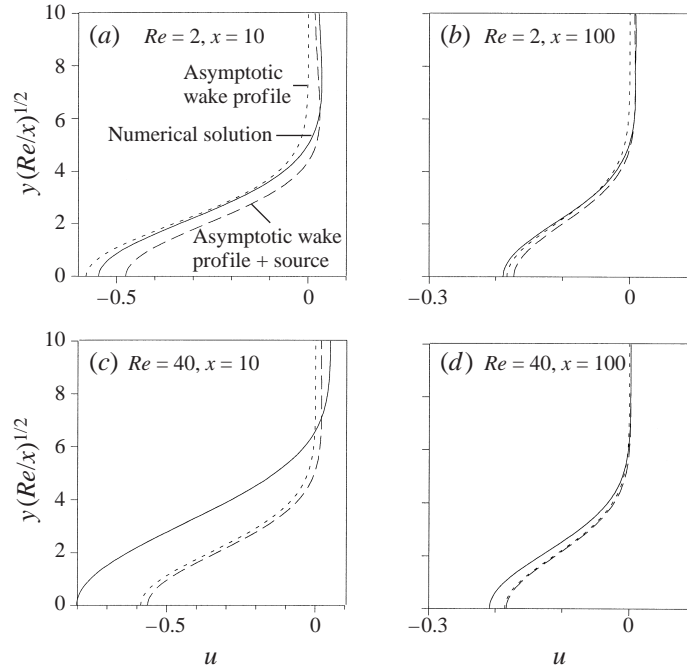 (a) Re = 2, x = 10
Asymptotic
wake profile
Numerical solution
Asymptotic wake
profile + source
y(Re/x)^{1/2}
10
8
6
4
2
0
−0.5
0
(b) Re = 2, x = 100
−0.3
0
(c) Re = 40, x = 10
y(Re/x)^{1/2}
10
8
6
4
2
0
−0.5
0
u
(d) Re = 40, x = 100
−0.3
0
u